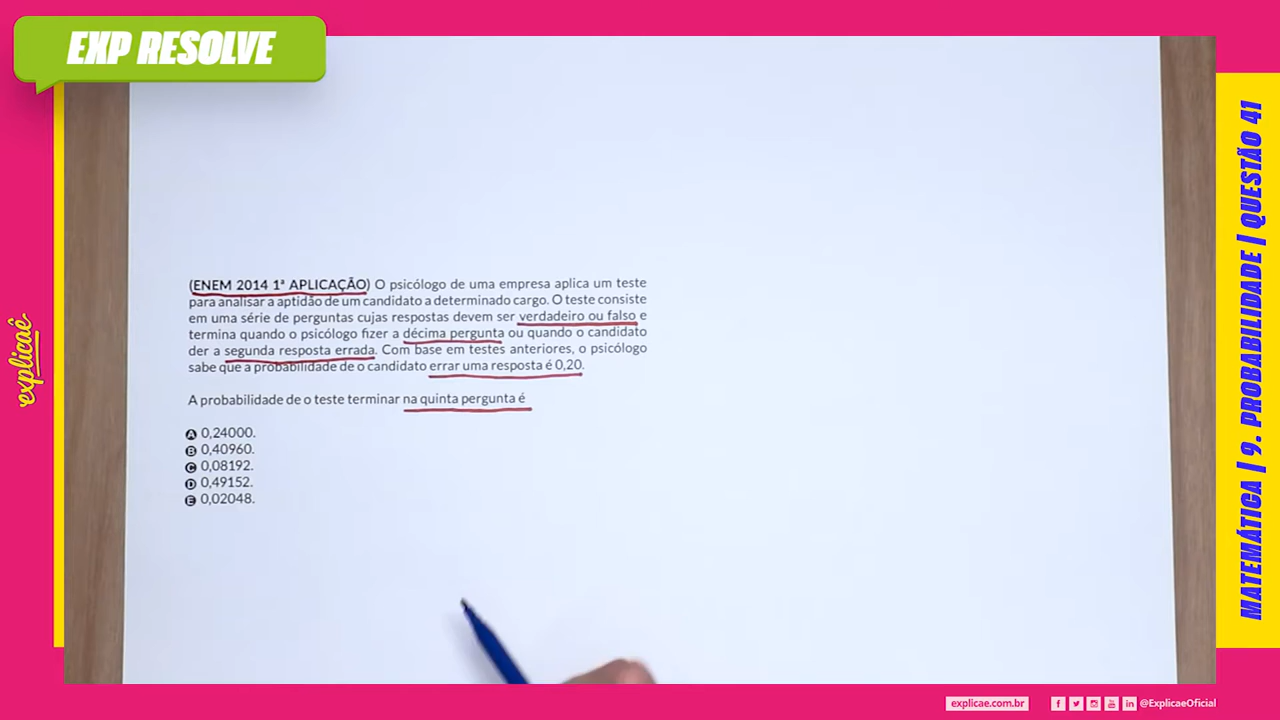 EXP RESOLVE
(ENEM 2014 1ª APLICAÇÃO) O psicólogo de uma empresa aplica um teste
para analisar a aptidão de um candidato a determinado cargo. O teste consiste
em uma série de perguntas cujas respostas devem ser verdadeiro ou falso e
termina quando o psicólogo fizer a décima pergunta ou quando o candidato
der a segunda resposta errada. Com base em testes anteriores, o psicólogo
sabe que a probabilidade de o candidato errar uma resposta é 0,20.
A probabilidade de o teste terminar na quinta pergunta é
A 0,24000.
B 0,40960.
C 0,08192.
D 0,49152.
E 0,02048.
explicaê
MATEMÁTICA | 9. PROBABILIDADE | QUESTÃO 41
explicae.com.br
@ExplicaeOficial